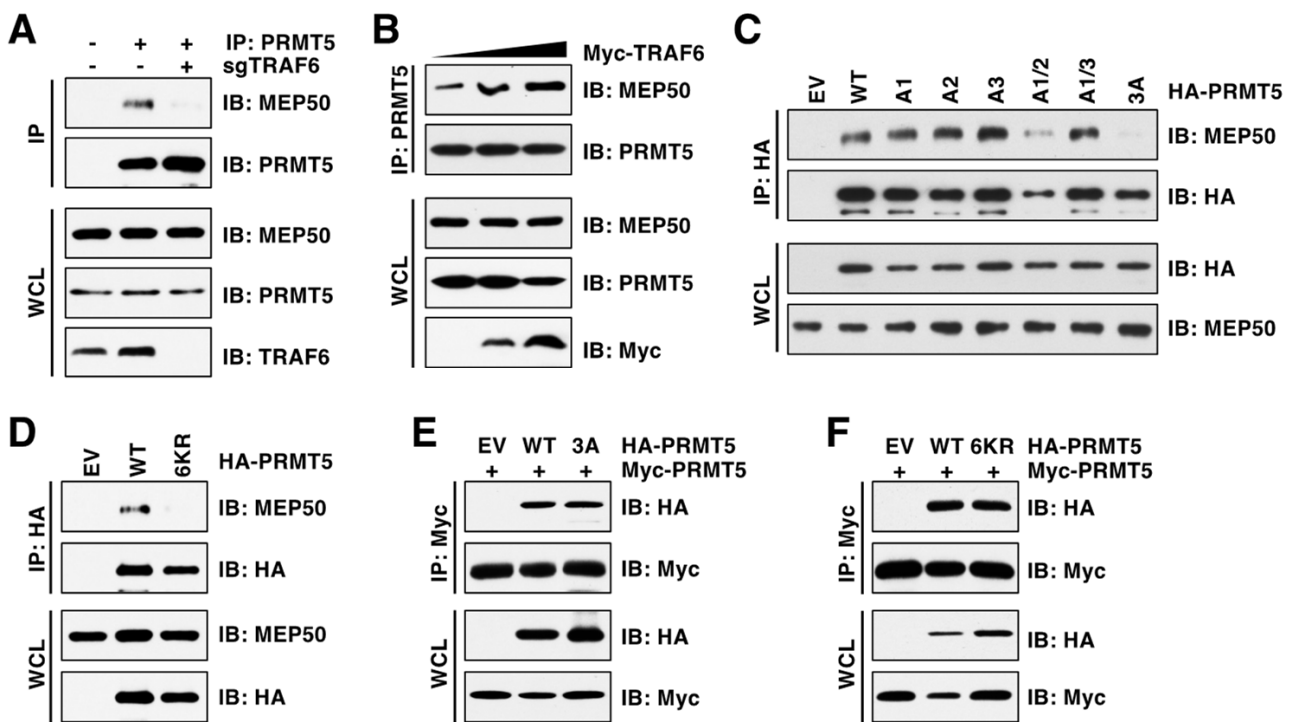 A
- + + IP: PRMT5
- - + sgTRAF6
IP
IB: MEP50
IB: PRMT5
WCL
IB: MEP50
IB: PRMT5
IB: TRAF6
B
Myc-TRAF6
IP: PRMT5
IB: MEP50
IB: PRMT5
WCL
IB: MEP50
IB: PRMT5
IB: Myc
C
EV WT A1 A2 A3 A1/2 A1/3 3A HA-PRMT5
IP: HA
IB: MEP50
IB: HA
WCL
IB: HA
IB: MEP50
D
EV WT 6KR HA-PRMT5
IP: HA
IB: MEP50
IB: HA
WCL
IB: MEP50
IB: HA
E
EV WT 3A HA-PRMT5
+ + + Myc-PRMT5
IP: Myc
IB: HA
IB: Myc
WCL
IB: HA
IB: Myc
F
EV WT 6KR HA-PRMT5
+ + + Myc-PRMT5
IP: Myc
IB: HA
IB: Myc
WCL
IB: HA
IB: Myc